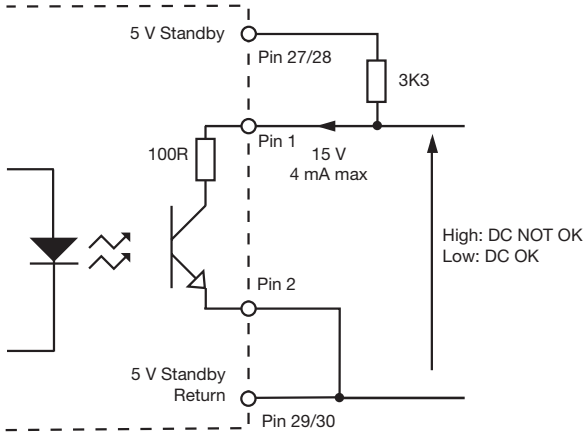 5 V Standby
Pin 27/28
3K3
Pin 1
100R
15 V
4 mA max
High: DC NOT OK
Low: DC OK
Pin 2
5 V Standby
Return
Pin 29/30